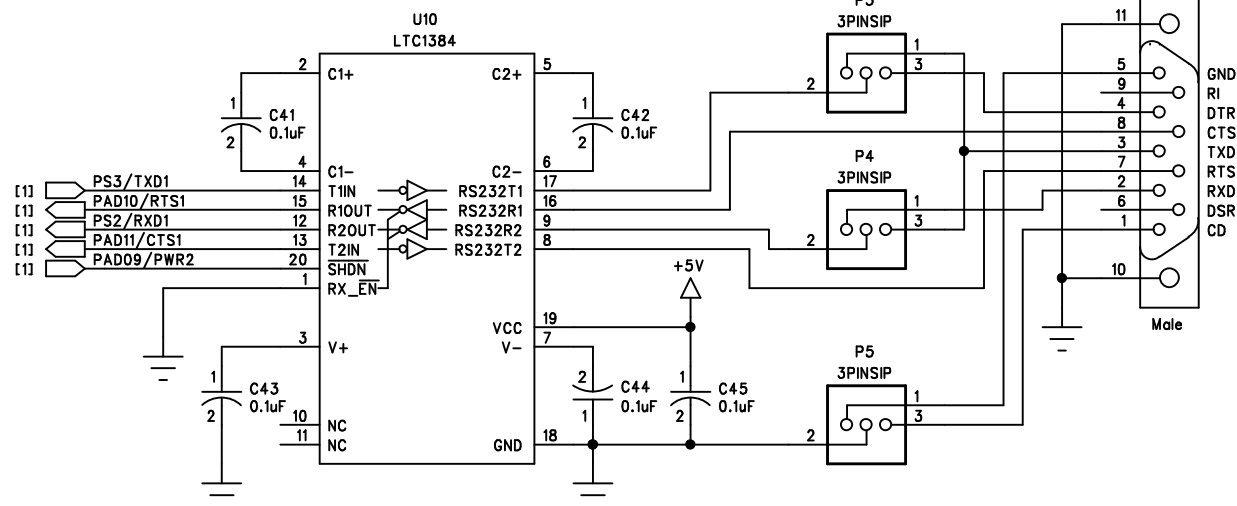 U10
LTC1384
2 C1+ C2+ 5
1 C41
0.1uF
2
1 C42
0.1uF
2
4 C1- C2- 6
[1] PS3/TXD1 14 T1IN RS232T1 17
[1] PAD10/RTS1 15 R1OUT RS232R1 16
[1] PS2/RXD1 12 R2OUT RS232R2 9
[1] PAD11/CTS1 13 T2IN RS232T2 8
[1] PAD09/PWR2 20 SHDN
1 RX_EN
VCC 19
3 V+ V- 7
+5V
1 C43
0.1uF
2
2 C44
0.1uF
1
1 C45
0.1uF
2
10 NC
11 NC
GND 18
3PINSIP
1
3
2
P4
3PINSIP
1
3
2
P5
3PINSIP
1
3
2
11
5 GND
9 RI
4 DTR
8 CTS
3 TXD
7 RTS
2 RXD
6 DSR
1 CD
10
Male